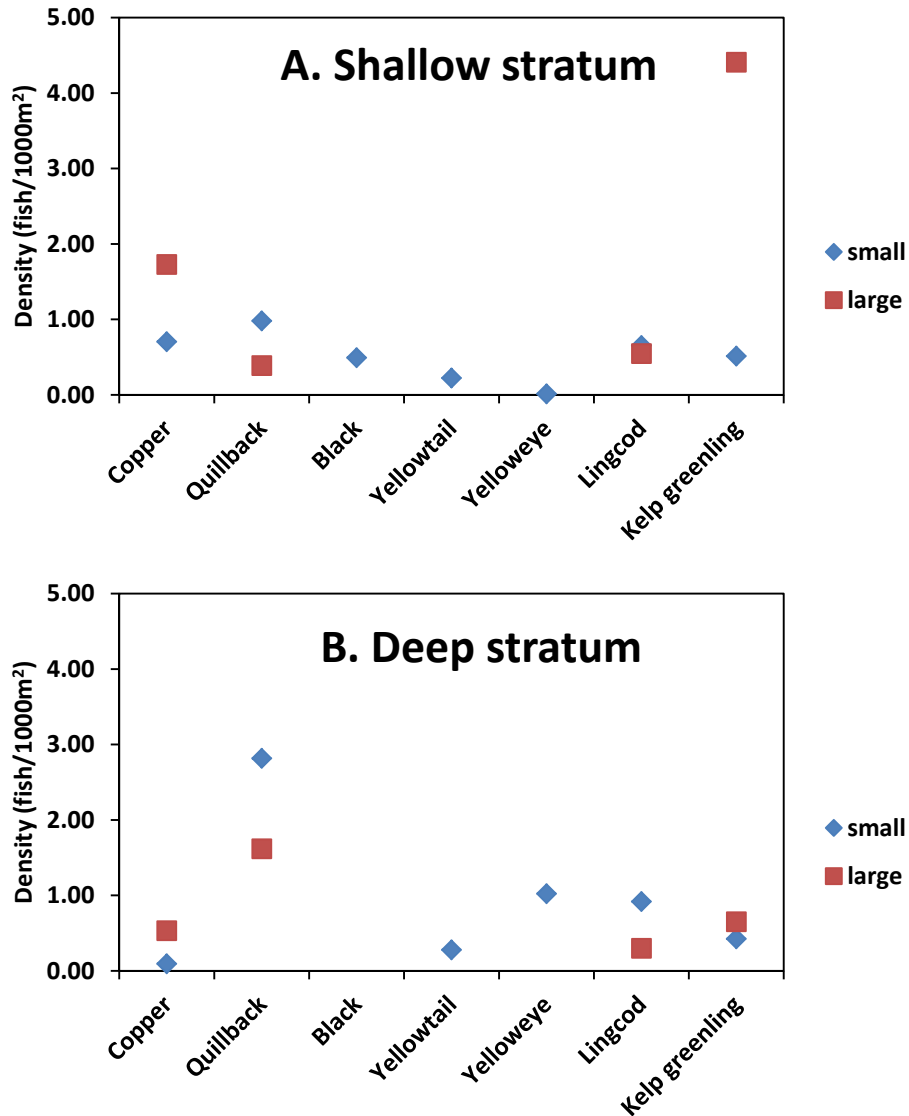 A. Shallow stratum
Density (fish/1000m²)
5.00
4.00
3.00
2.00
1.00
0.00
Copper
Quillback
Black
Yellowtail
Yelloweye
Lingcod
Kelp greenling
small
large
B. Deep stratum
Density (fish/1000m²)
5.00
4.00
3.00
2.00
1.00
0.00
Copper
Quillback
Black
Yellowtail
Yelloweye
Lingcod
Kelp greenling
small
large